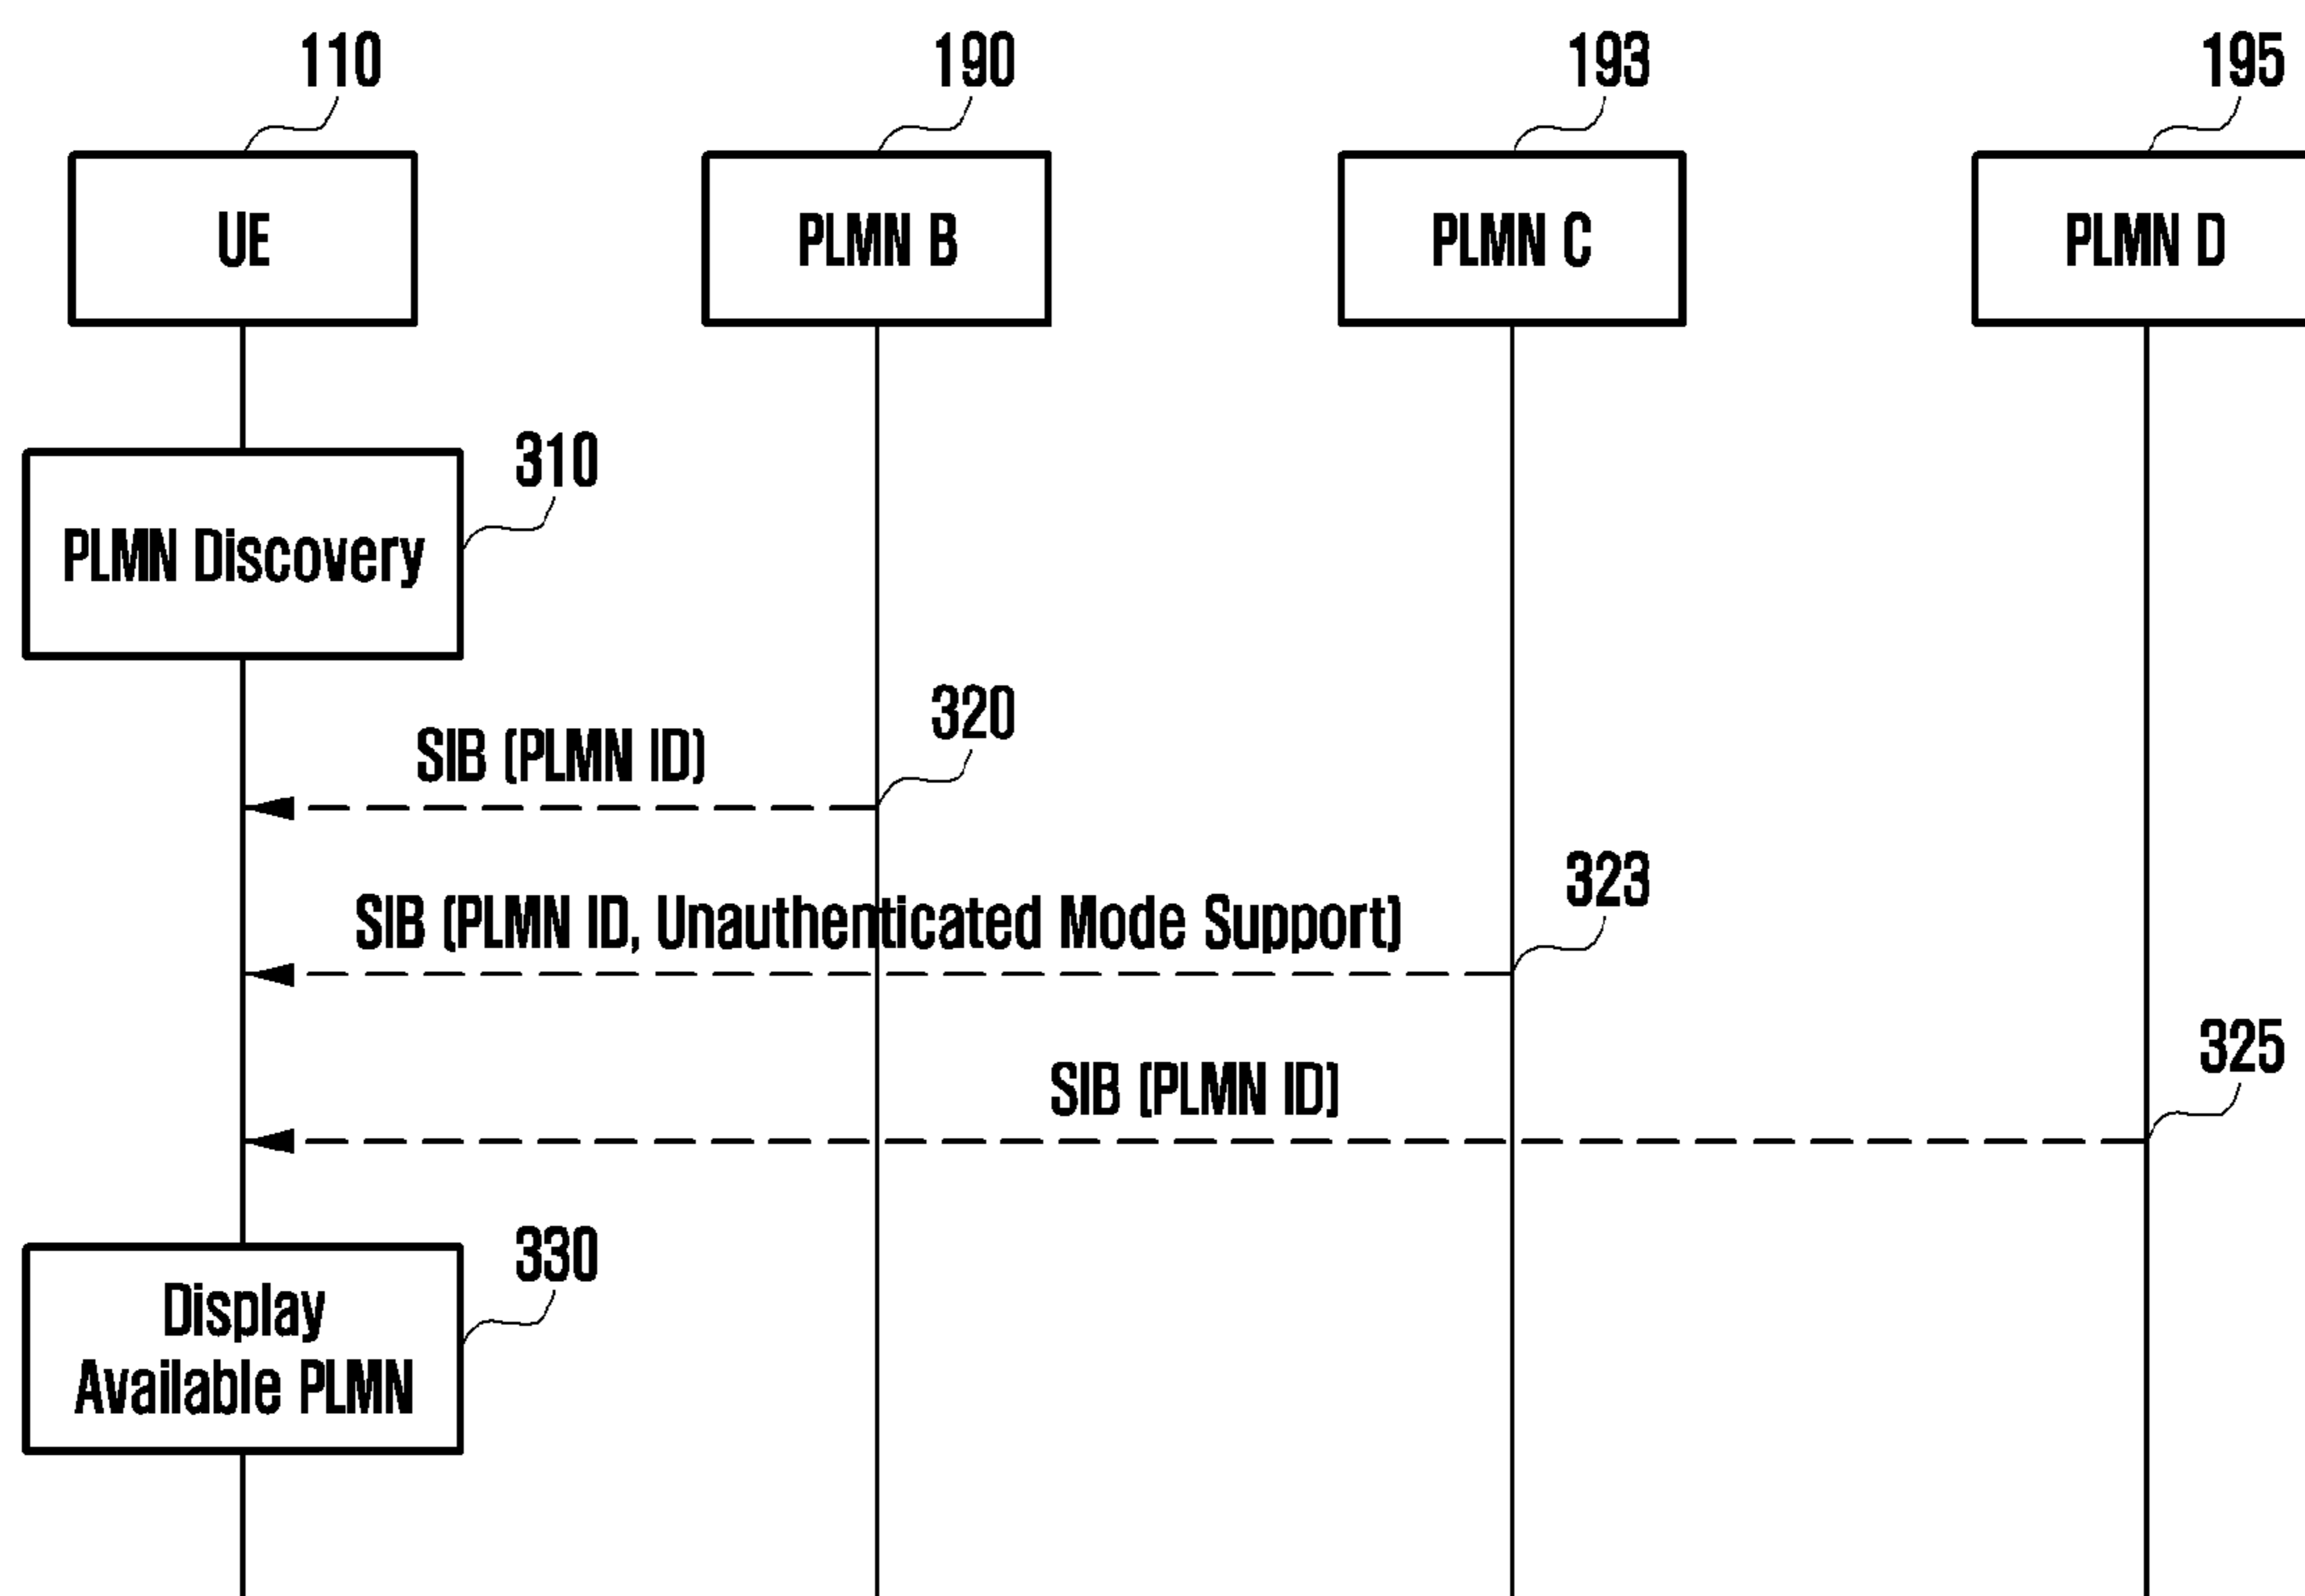 110
190
193
195
UE
PLMN B
PLMN C
PLMN D
310
PLMN Discovery
320
SIB (PLMN ID)
323
SIB (PLMN ID, Unauthenticated Mode Support)
325
SIB (PLMN ID)
330
Display
Available PLMN